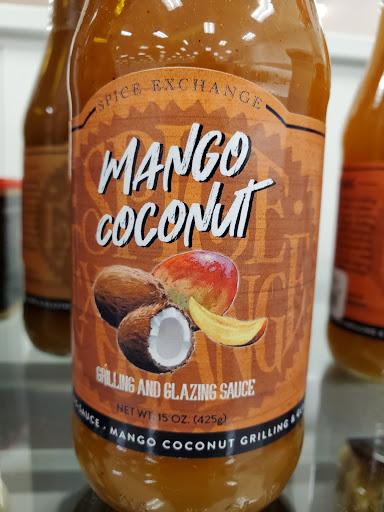 SPICE EXCHANGE
MANGO
COCONUT
GRILLING AND GLAZING SAUCE
NET WT. 15 OZ. (425g)
SAUCE • MANGO COCONUT GRILLING &